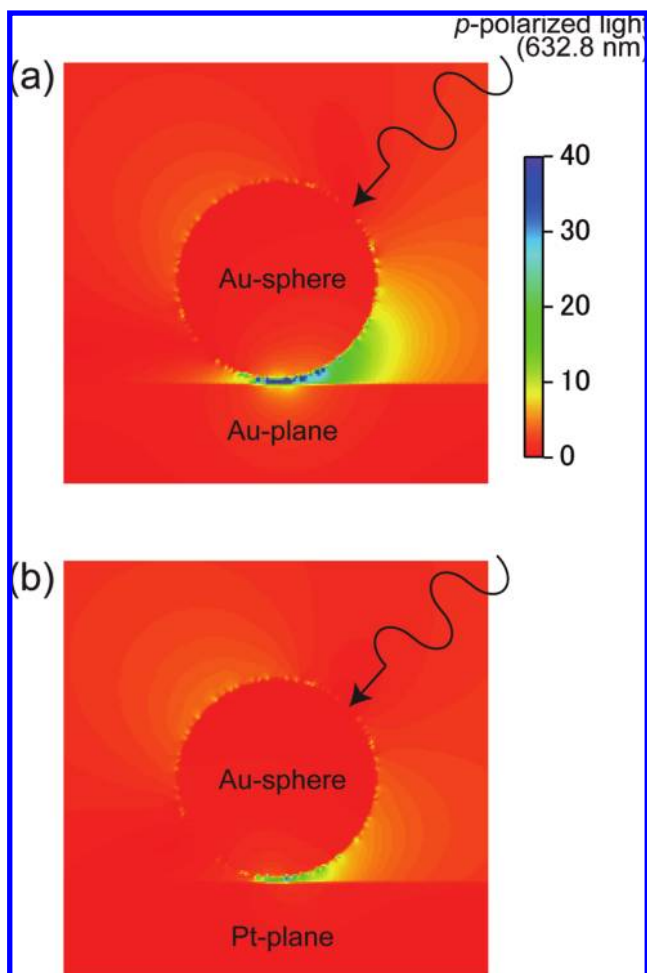 p-polarized light
(632.8 nm)
(a)
40
30
Au-sphere
20
10
Au-plane
0
(b)
Au-sphere
Pt-plane